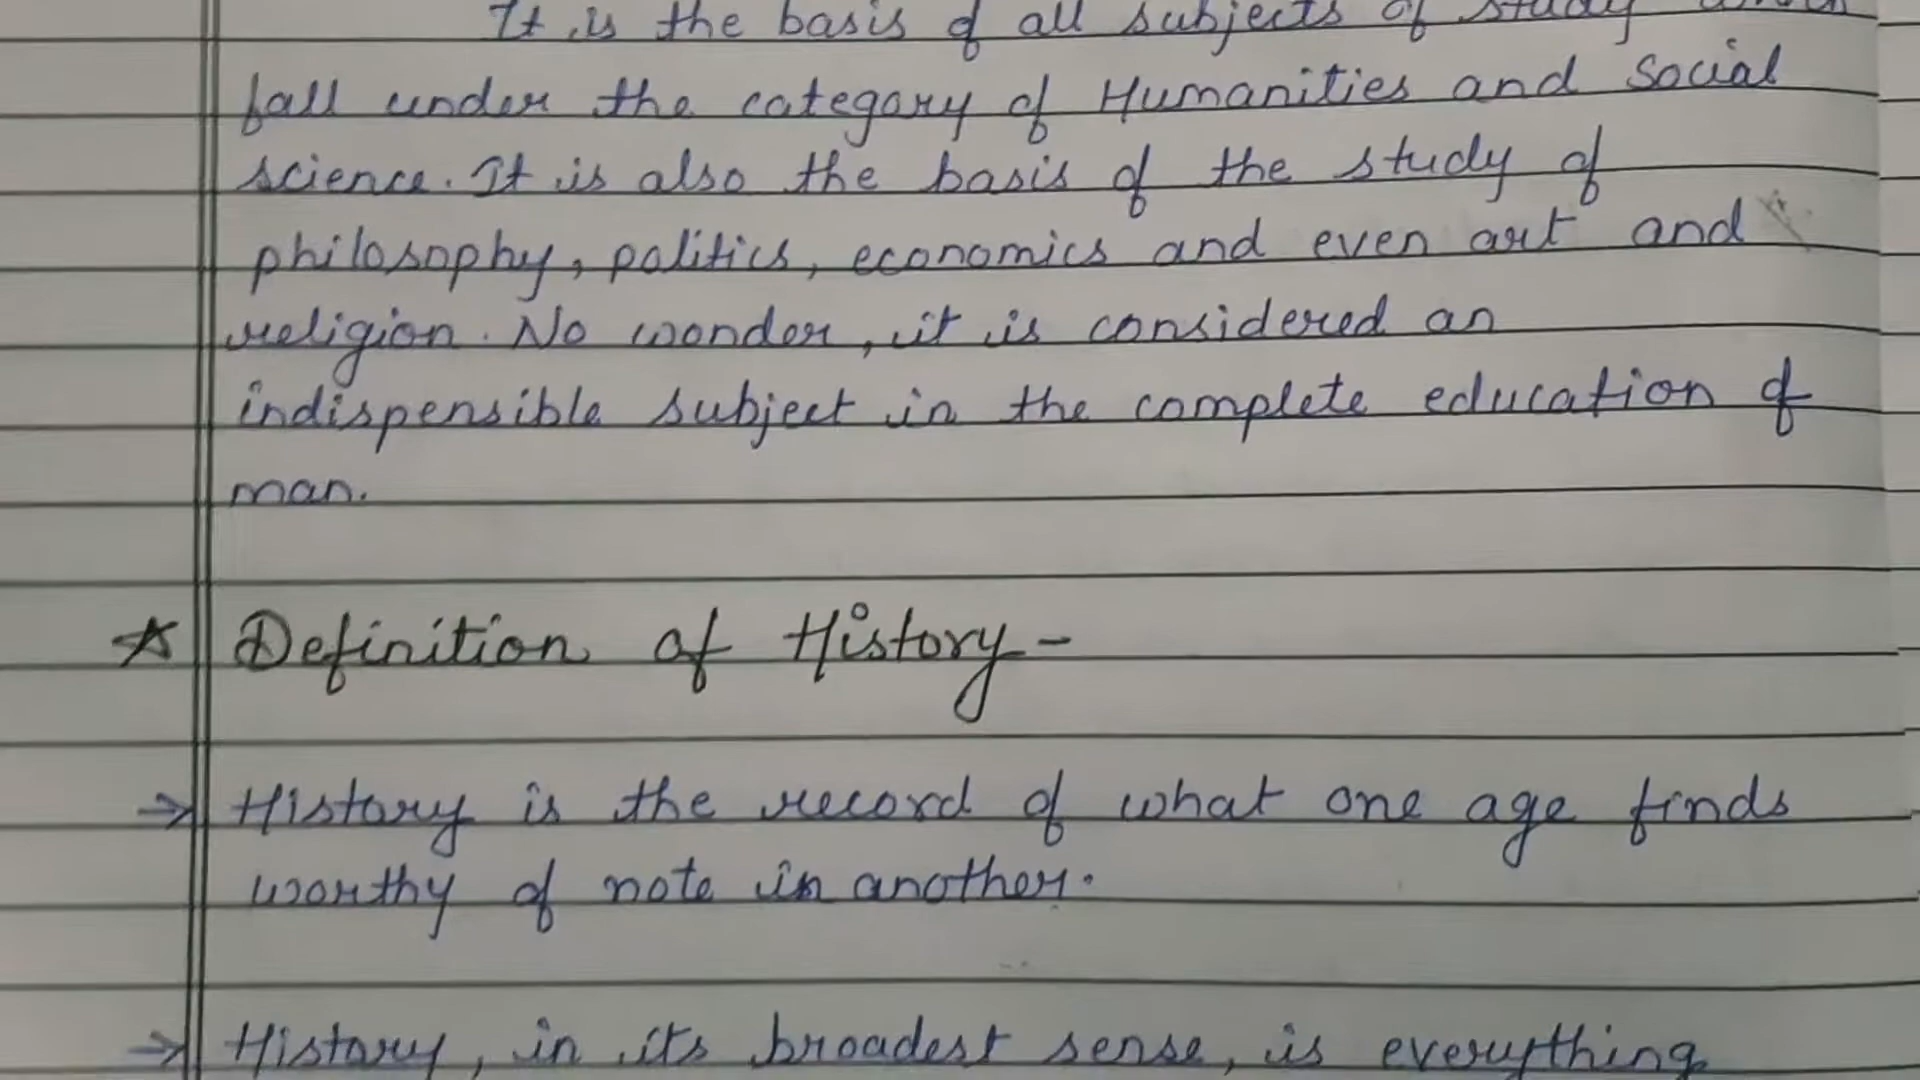 It is the basis of all subjects of study which
fall under the category of Humanities and Social
science. It is also the basis of the study of
philosophy, politics, economics and even art and
religion. No wonder, it is considered an
indispensible subject in the complete education of
man.
☆ Definition of History -
→ History is the record of what one age finds
worthy of note in another.
→ History, in its broadest sense, is everything